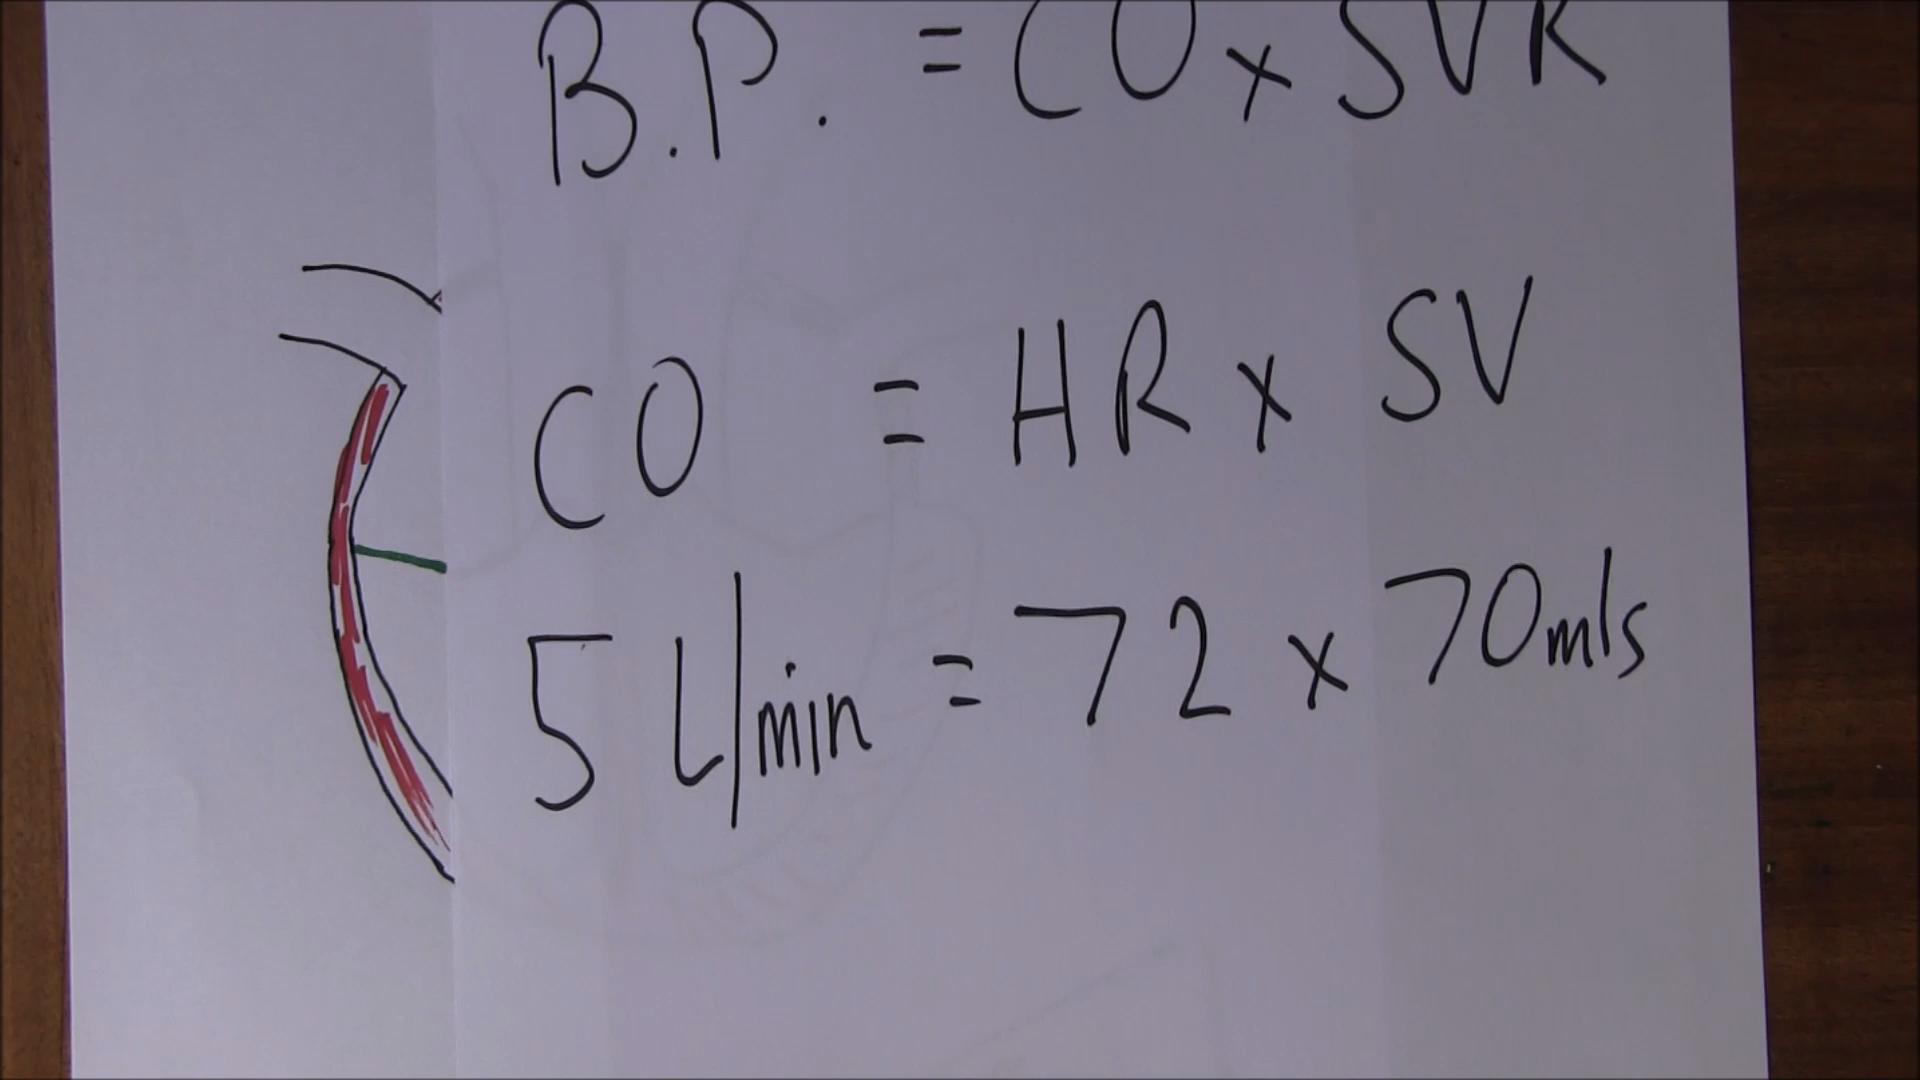 B.P. = CO x SVR
CO = HR x SV
5 L/min = 72 x 70mls